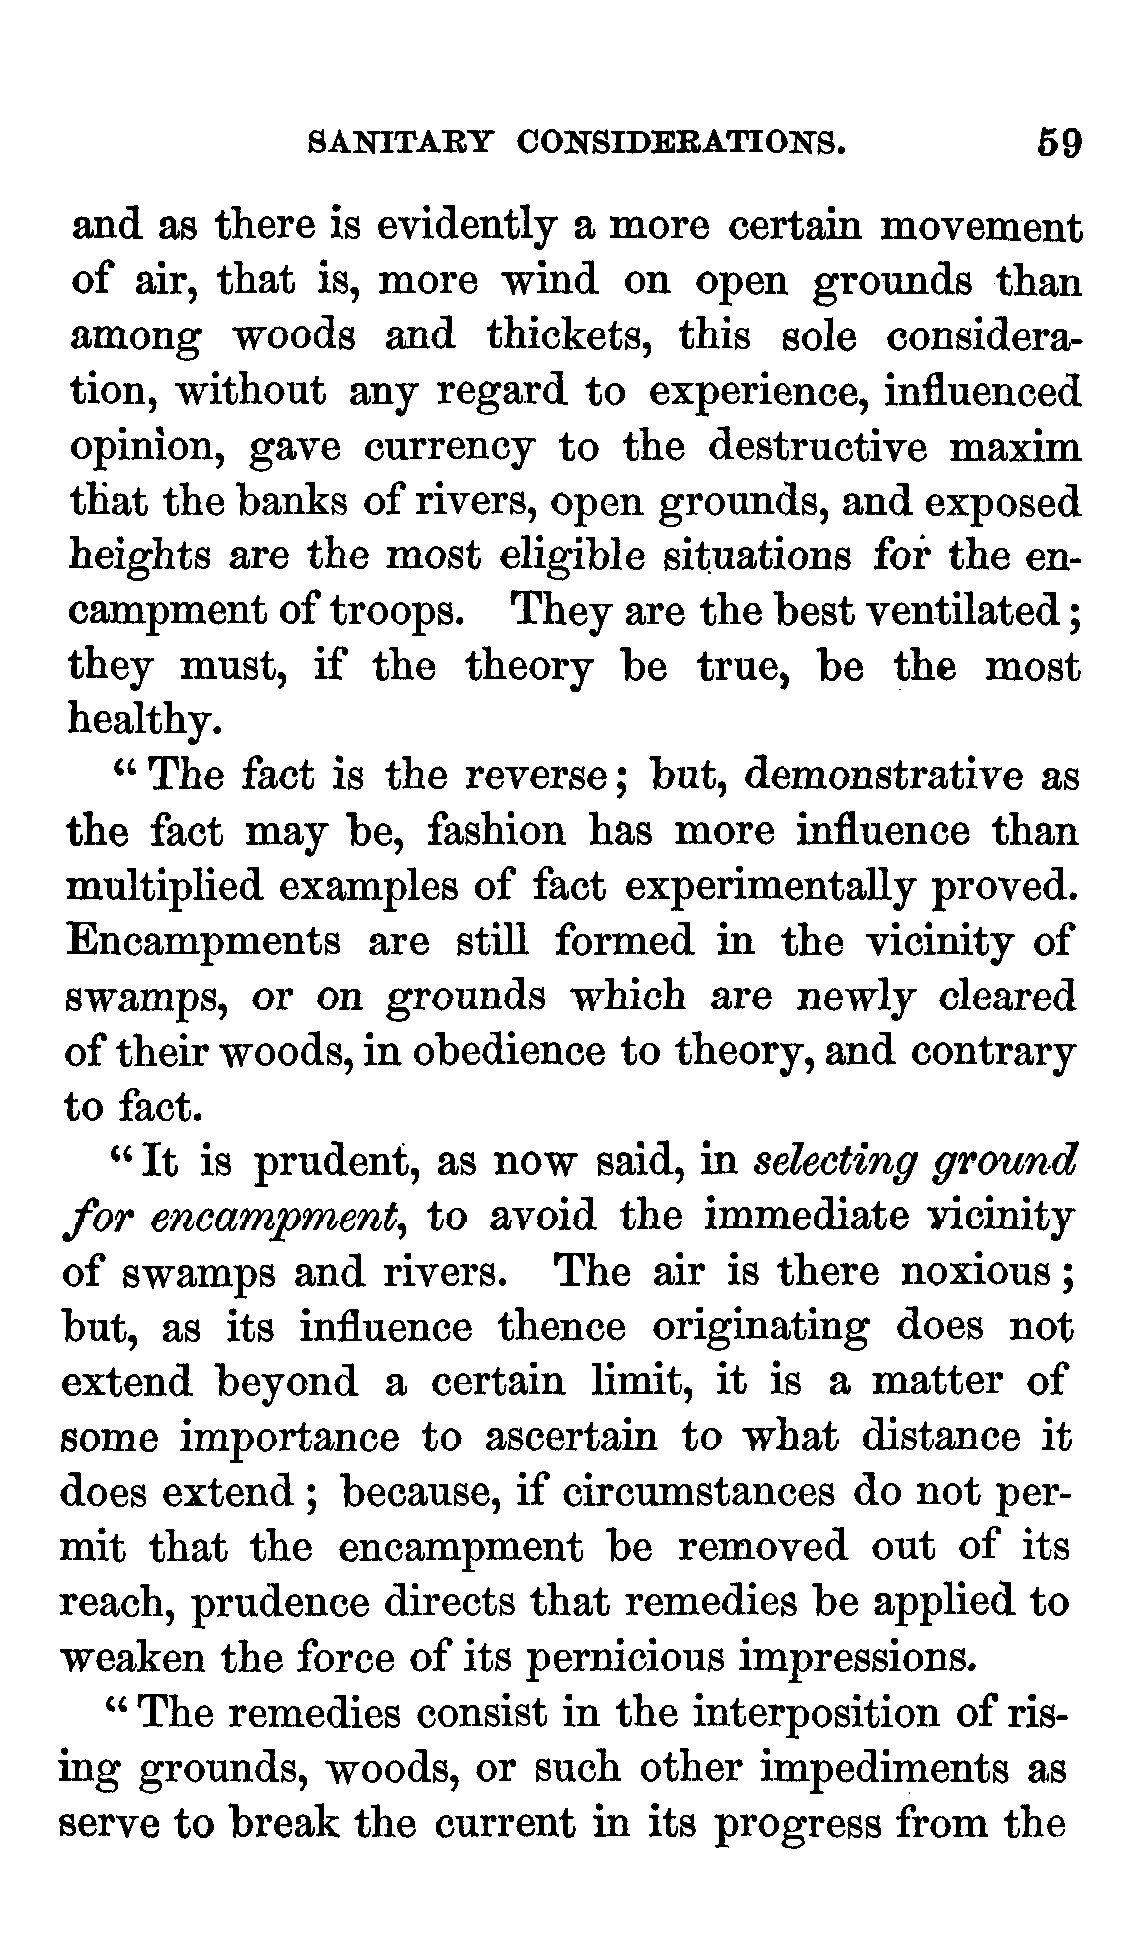 SANITARY CONSIDERATIONS. 59
and as there is evidently a more certain movement
of air, that is, more wind on open grounds than
among woods and thickets, this sole considera-
tion, without any regard to experience, influenced
opinion, gave currency to the destructive maxim
that the banks of rivers, open grounds, and exposed
heights are the most eligible situations for the en-
campment of troops. They are the best ventilated;
they must, if the theory be true, be the most
healthy.
“The fact is the reverse; but, demonstrative as
the fact may be, fashion has more influence than
multiplied examples of fact experimentally proved.
Encampments are still formed in the vicinity of
swamps, or on grounds which are newly cleared
of their woods, in obedience to theory, and contrary
to fact.
“It is prudent, as now said, in selecting ground
for encampment, to avoid the immediate vicinity
of swamps and rivers. The air is there noxious;
but, as its influence thence originating does not
extend beyond a certain limit, it is a matter of
some importance to ascertain to what distance it
does extend; because, if circumstances do not per-
mit that the encampment be removed out of its
reach, prudence directs that remedies be applied to
weaken the force of its pernicious impressions.
“The remedies consist in the interposition of ris-
ing grounds, woods, or such other impediments as
serve to break the current in its progress from the